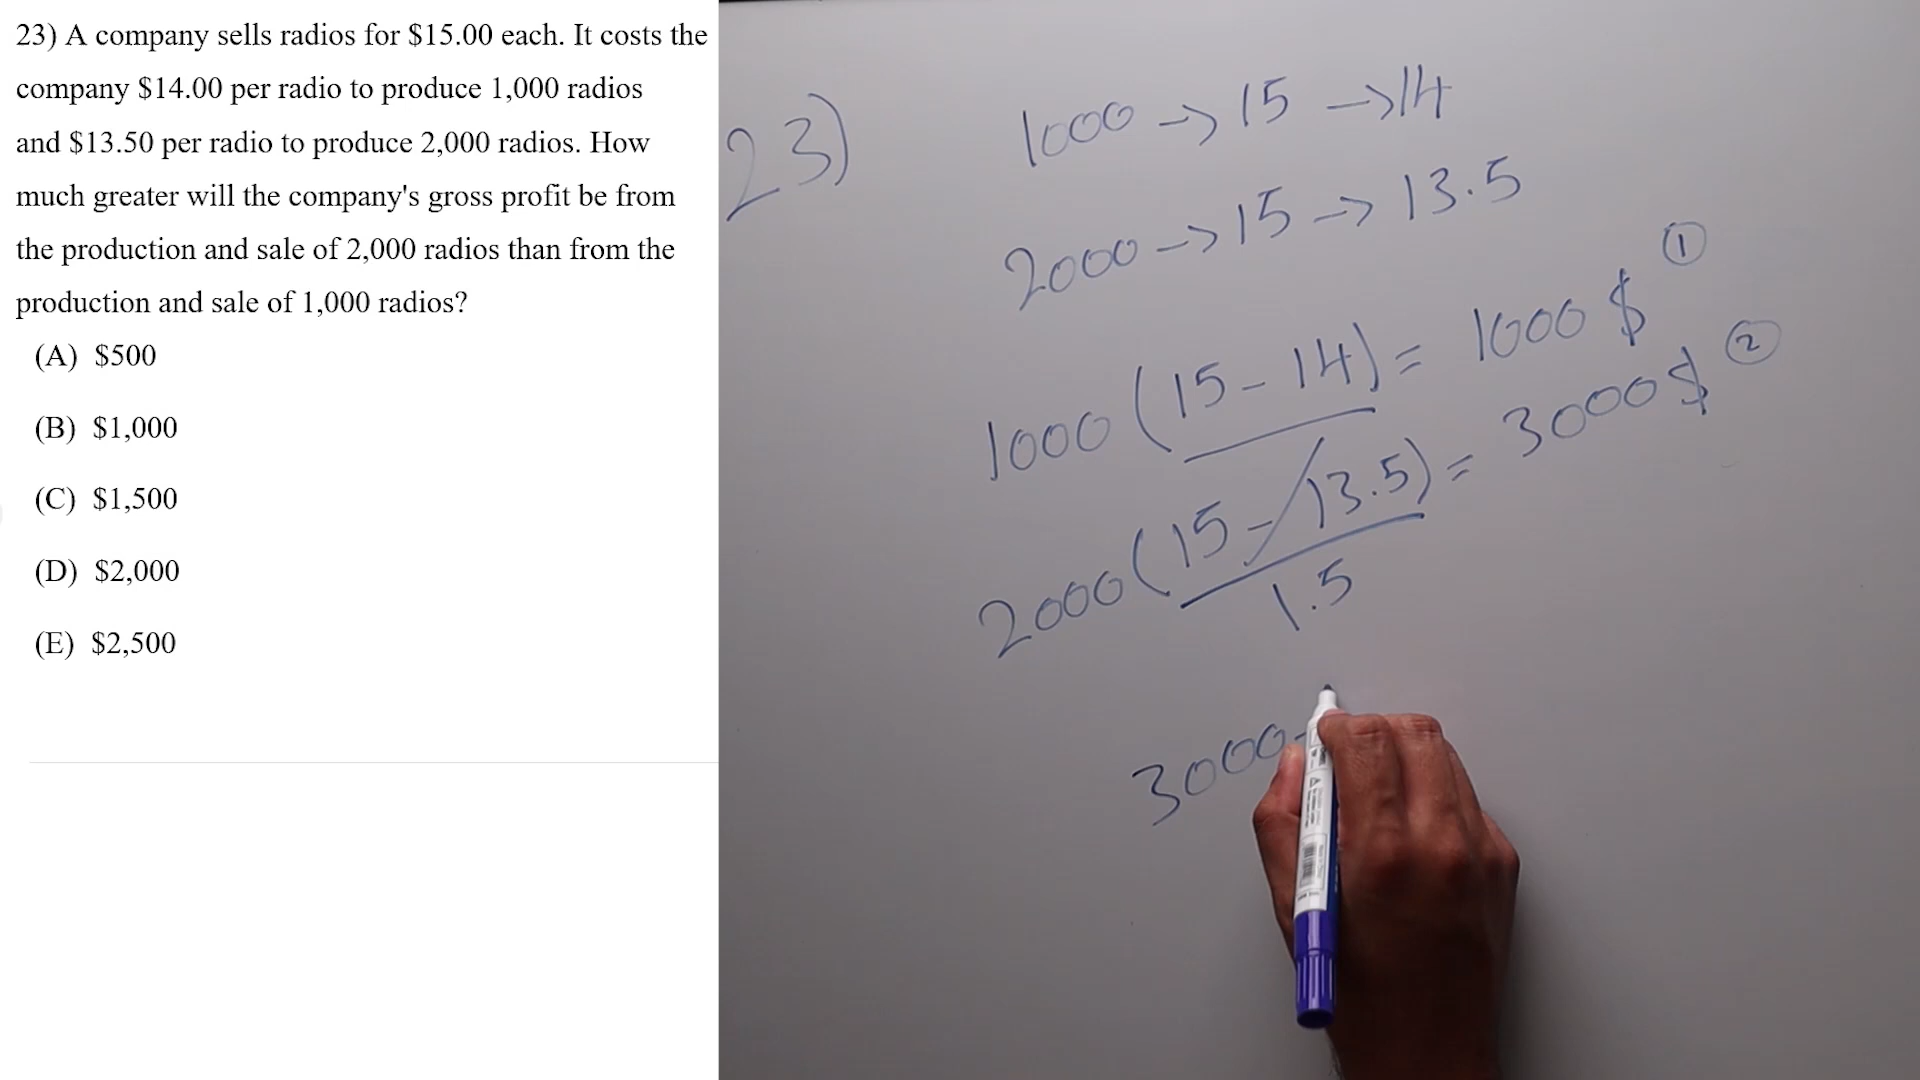 23) A company sells radios for $15.00 each. It costs the
company $14.00 per radio to produce 1,000 radios
and $13.50 per radio to produce 2,000 radios. How
much greater will the company's gross profit be from
the production and sale of 2,000 radios than from the
production and sale of 1,000 radios?
(A) $500
(B) $1,000
(C) $1,500
(D) $2,000
(E) $2,500
23)
1000 -> 15 -> 14
2000 -> 15 -> 13.5
1000 (15 - 14) = 1000 $ ①
2000 (15 - 13.5) = 3000 $ ②
1.5
3000 -